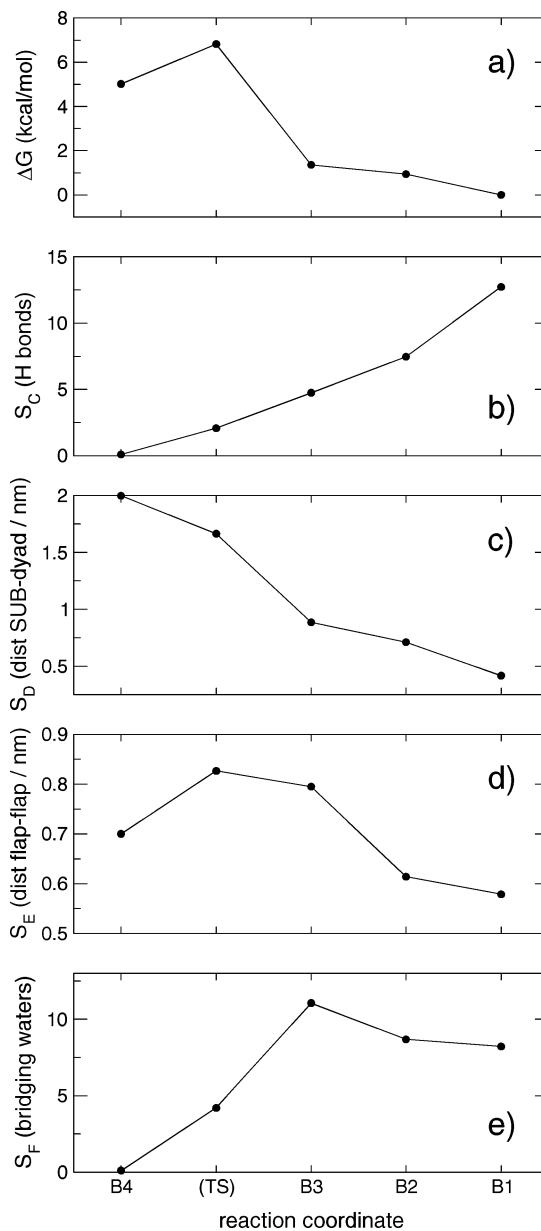 8
6
4
2
0
ΔG (kcal/mol)
a)
15
10
5
0
S_C (H bonds)
b)
2
1.5
1
0.5
S_D (dist SUB-dyad / nm)
c)
0.9
0.8
0.7
0.6
0.5
S_E (dist flap-flap / nm)
d)
10
5
0
S_F (bridging waters)
e)
B4 (TS) B3 B2 B1
reaction coordinate